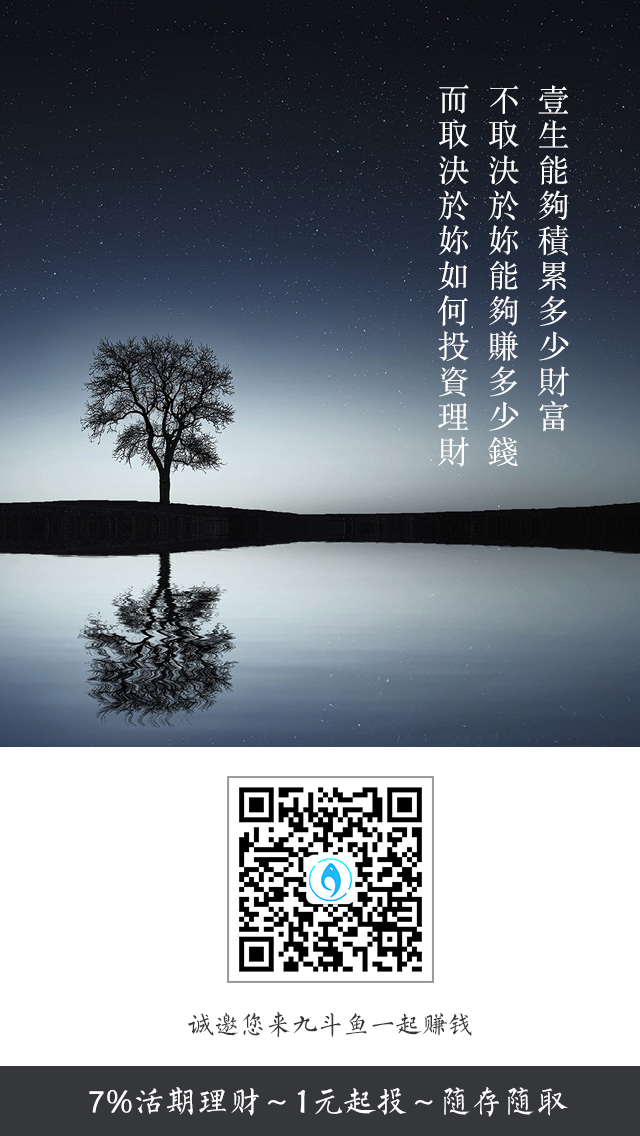 壹生能夠積累多少財富
不取決於妳能夠賺多少錢
而取決於妳如何投資理財
诚邀您来九斗鱼一起赚钱
7%活期理财~1元起投~随存随取